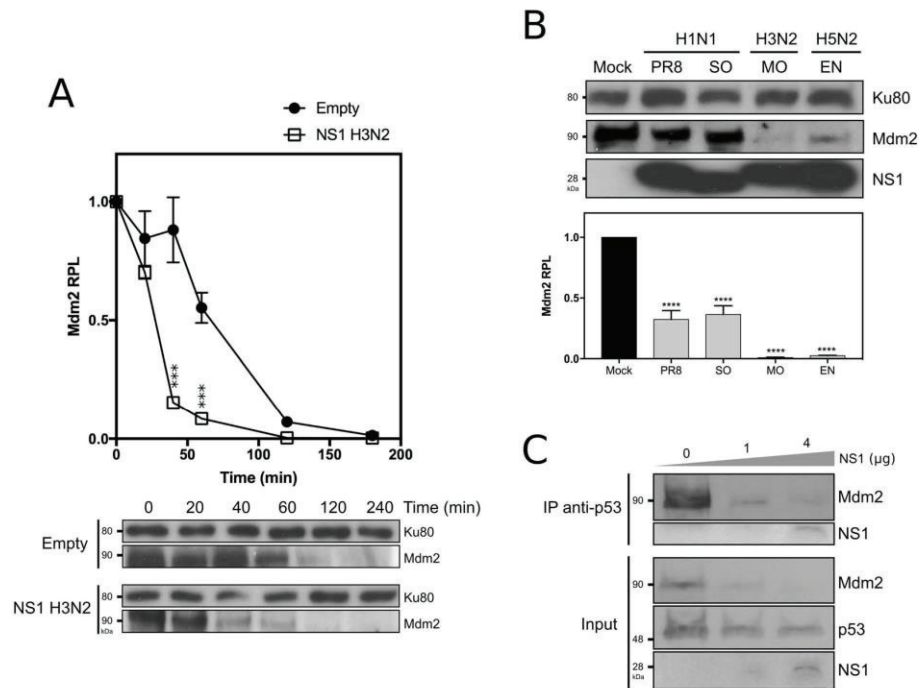 A
Empty
NS1 H3N2
Mdm2 RPL
1.0
0.5
0.0
***
***
0 50 100 150 200
Time (min)
0 20 40 60 120 240 Time (min)
Empty
80 Ku80
90 Mdm2
NS1 H3N2
80 Ku80
90 Mdm2
kDa
B
H1N1 H3N2 H5N2
Mock PR8 SO MO EN
80 Ku80
90 Mdm2
28 NS1
kDa
Mdm2 RPL
1.0
0.5
0.0
**** **** **** ****
Mock PR8 SO MO EN
C
0 1 4 NS1 (µg)
IP anti-p53
90 Mdm2
NS1
Input
90 Mdm2
p53
48
28 NS1
kDa